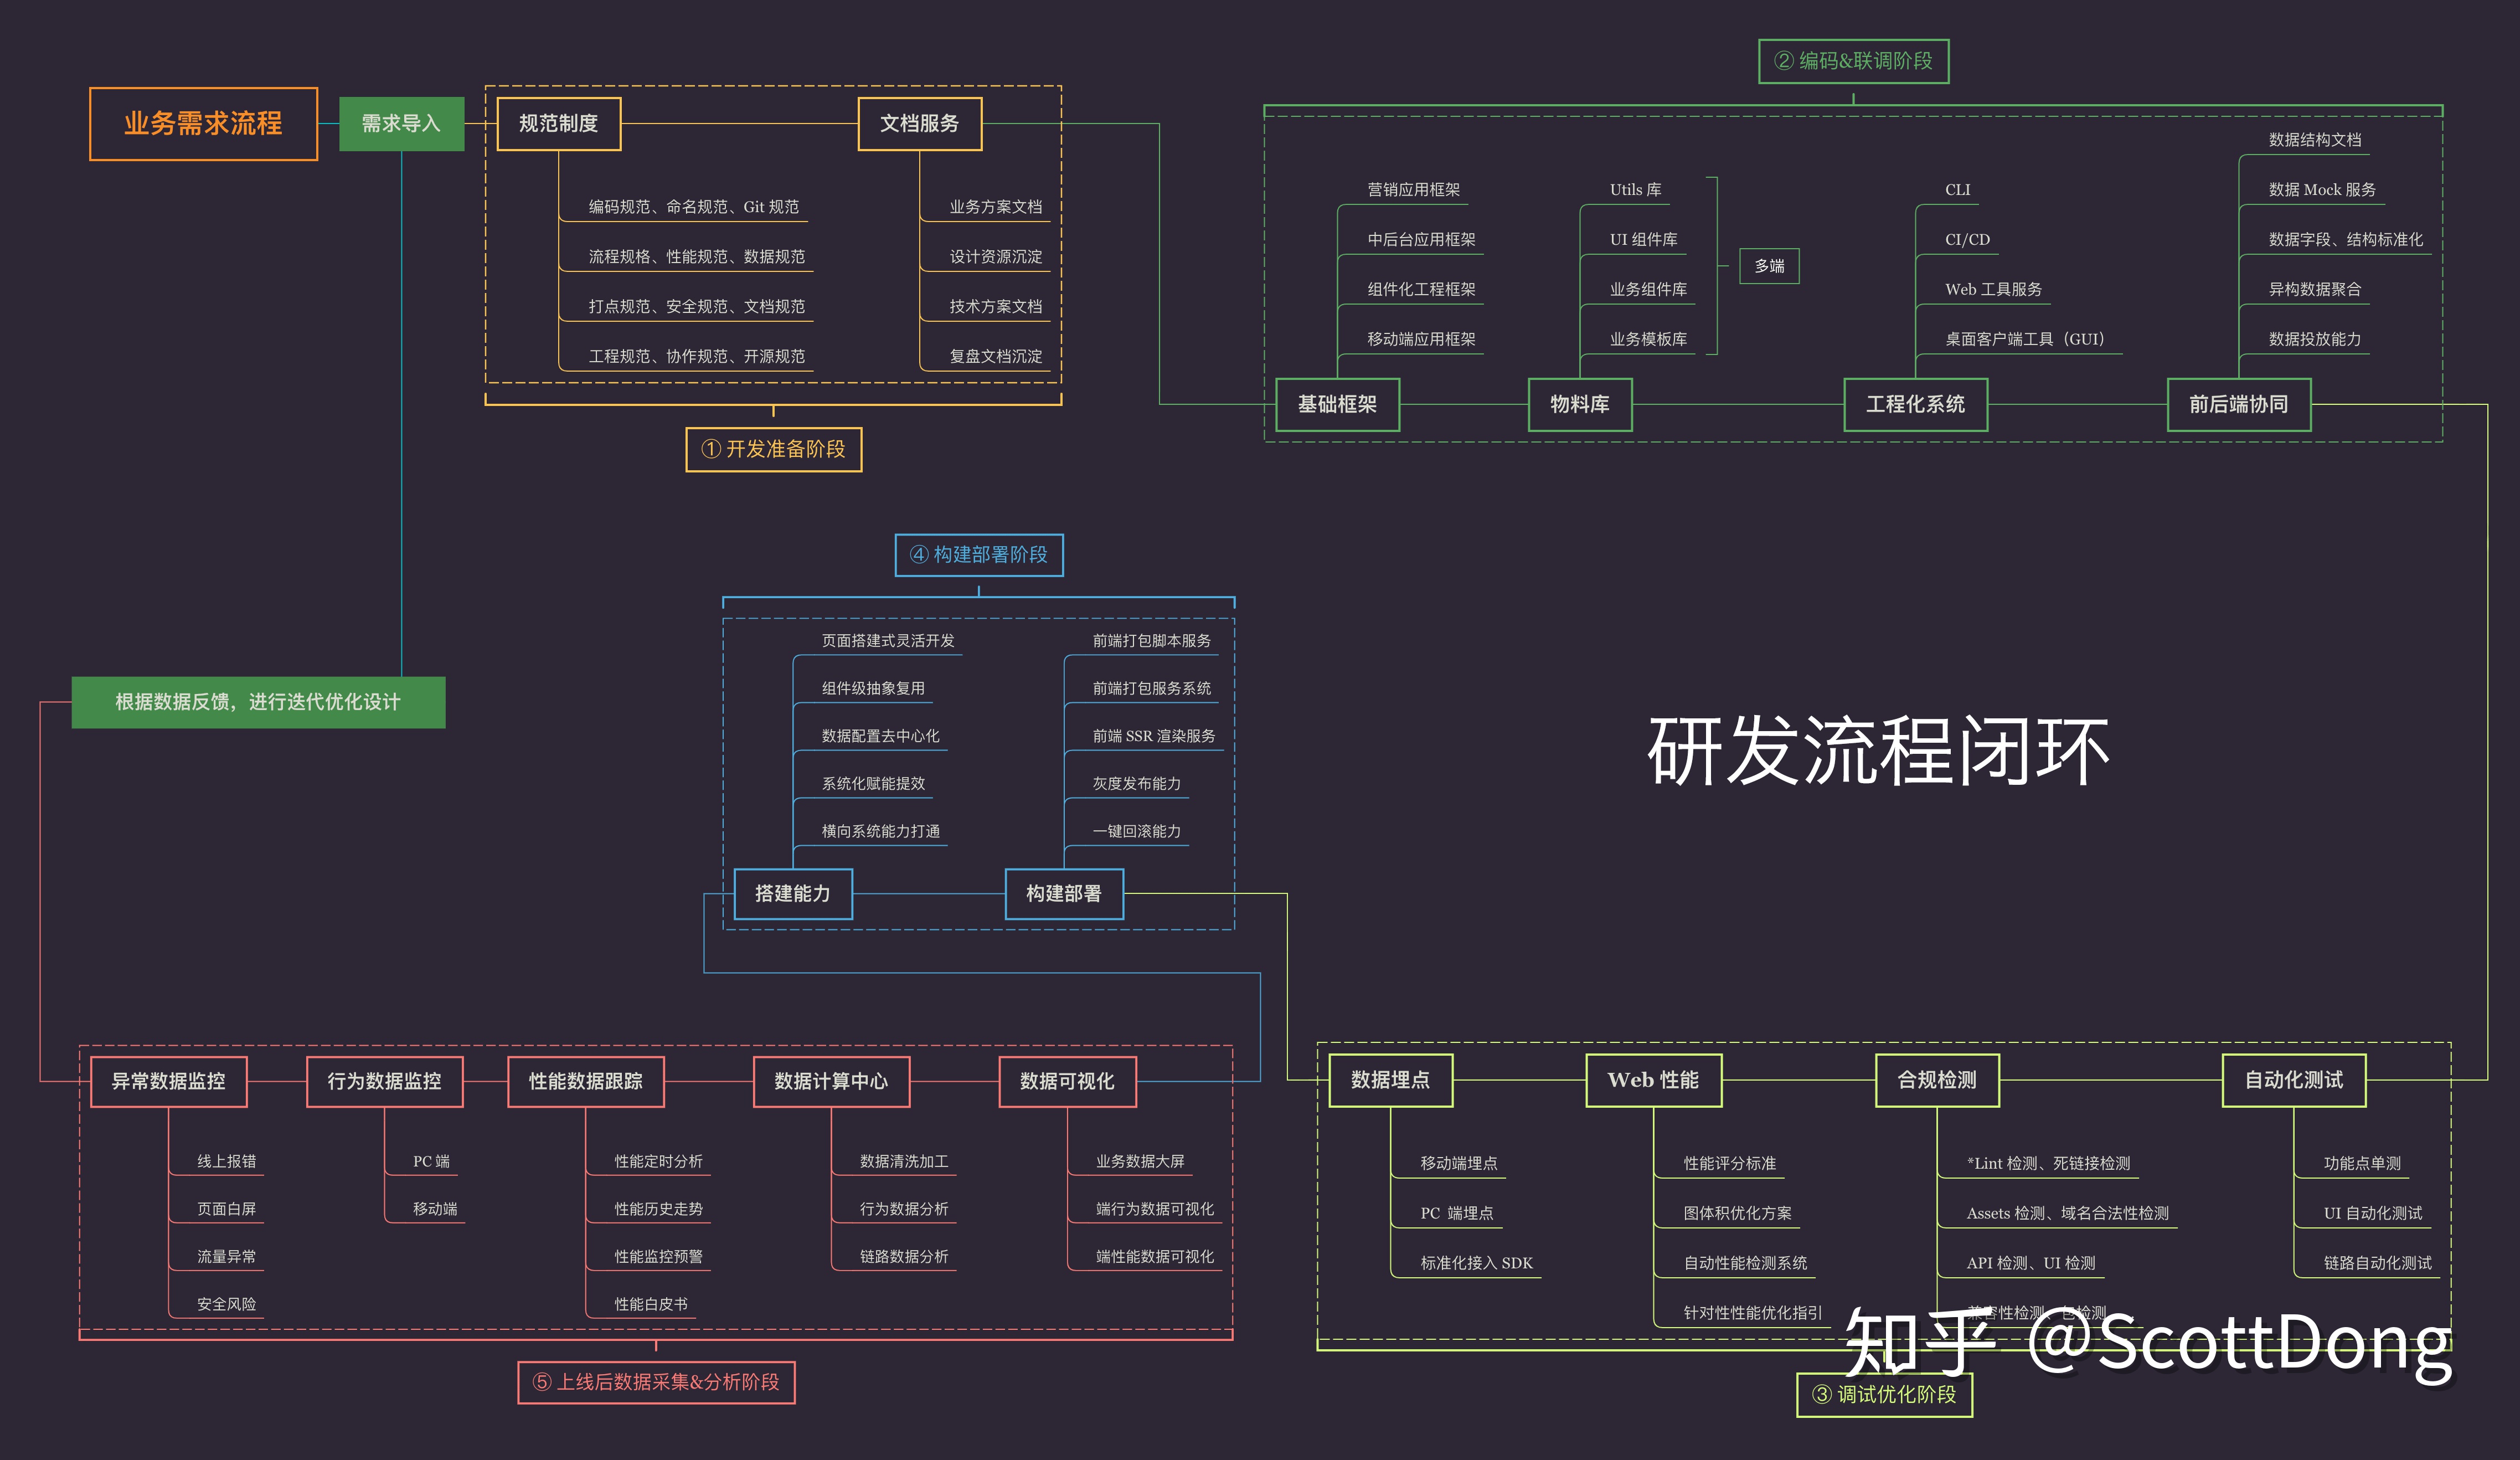 业务需求流程
需求导入
规范制度
编码规范、命名规范、Git 规范
流程规格、性能规范、数据规范
打点规范、安全规范、文档规范
工程规范、协作规范、开源规范
文档服务
业务方案文档
设计资源沉淀
技术方案文档
复盘文档沉淀
① 开发准备阶段
② 编码&联调阶段
营销应用框架
中后台应用框架
组件化工程框架
移动端应用框架
基础框架
Utils 库
UI 组件库
业务组件库
业务模板库
多端
物料库
CLI
CI/CD
Web 工具服务
桌面客户端工具（GUI）
工程化系统
数据结构文档
数据 Mock 服务
数据字段、结构标准化
异构数据聚合
数据投放能力
前后端协同
④ 构建部署阶段
页面搭建式灵活开发
组件级抽象复用
数据配置去中心化
系统化赋能提效
横向系统能力打通
搭建能力
前端打包脚本服务
前端打包服务系统
前端 SSR 渲染服务
灰度发布能力
一键回滚能力
构建部署
根据数据反馈，进行迭代优化设计
研发流程闭环
异常数据监控
线上报错
页面白屏
流量异常
安全风险
行为数据监控
PC 端
移动端
性能数据跟踪
性能定时分析
性能历史走势
性能监控预警
性能白皮书
数据计算中心
数据清洗加工
行为数据分析
链路数据分析
数据可视化
业务数据大屏
端行为数据可视化
端性能数据可视化
⑤ 上线后数据采集&分析阶段
数据埋点
移动端埋点
PC 端埋点
标准化接入 SDK
Web 性能
性能评分标准
图体积优化方案
自动性能检测系统
针对性性能优化指引
合规检测
*Lint 检测、死链接检测
Assets 检测、域名合法性检测
API 检测、UI 检测
兼容性检测、包检测
自动化测试
功能点单测
UI 自动化测试
链路自动化测试
③ 调试优化阶段
知乎 @ScottDong